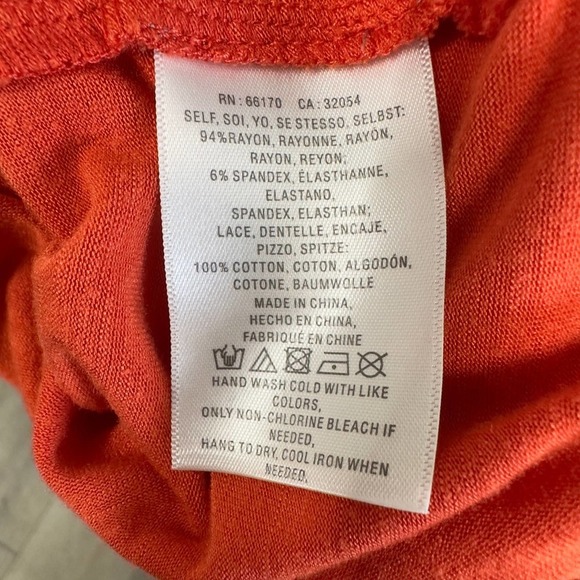 RN : 66170 CA : 32054
SELF, SOI, YO, SE STESSO, SELBST:
94%RAYON, RAYONNE, RAYÓN,
RAYON, REYON;
6% SPANDEX, ÉLASTHANNE,
ELASTANO,
SPANDEX, ELASTHAN;
LACE, DENTELLE, ENCAJE,
PIZZO, SPITZE:
100% COTTON, COTON, ALGODÓN,
COTONE, BAUMWOLLE
MADE IN CHINA,
HECHO EN CHINA,
FABRIQUÉ EN CHINE
HAND WASH COLD WITH LIKE
COLORS,
ONLY NON-CHLORINE BLEACH IF
NEEDED,
HANG TO DRY, COOL IRON WHEN
NEEDED.